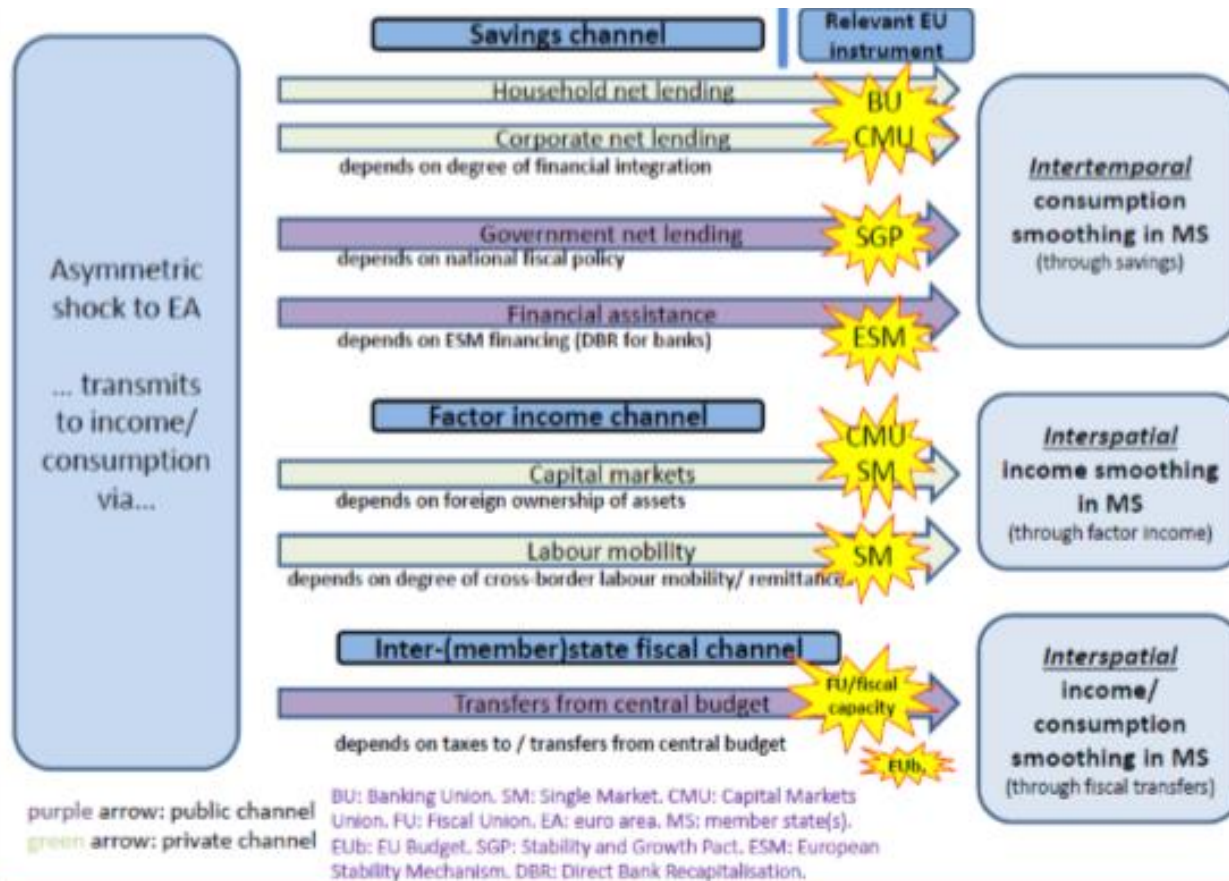 Savings channel
Relevant EU
instrument
Household net lending
Corporate net lending
BU
CMU
depends on degree of financial integration
Government net lending
SGP
depends on national fiscal policy
Financial assistance
ESM
depends on ESM financing (DBR for banks)
Intertemporal
consumption
smoothing in MS
(through savings)
Asymmetric
shock to EA
... transmits
to income/
consumption
via...
Factor income channel
CMU
SM
Capital markets
depends on foreign ownership of assets
Labour mobility
SM
depends on degree of cross-border labour mobility/ remittance
Interspatial
income smoothing
in MS
(through factor income)
Inter-(member)state fiscal channel
Transfers from central budget
FU/fiscal
capacity
depends on taxes to / transfers from central budget
EUb.
Interspatial
income/
consumption
smoothing in MS
(through fiscal transfers)
purple arrow: public channel
green arrow: private channel
BU: Banking Union. SM: Single Market. CMU: Capital Markets
Union. FU: Fiscal Union. EA: euro area. MS: member state(s).
EUb: EU Budget. SGP: Stability and Growth Pact. ESM: European
Stability Mechanism. DBR: Direct Bank Recapitalisation.